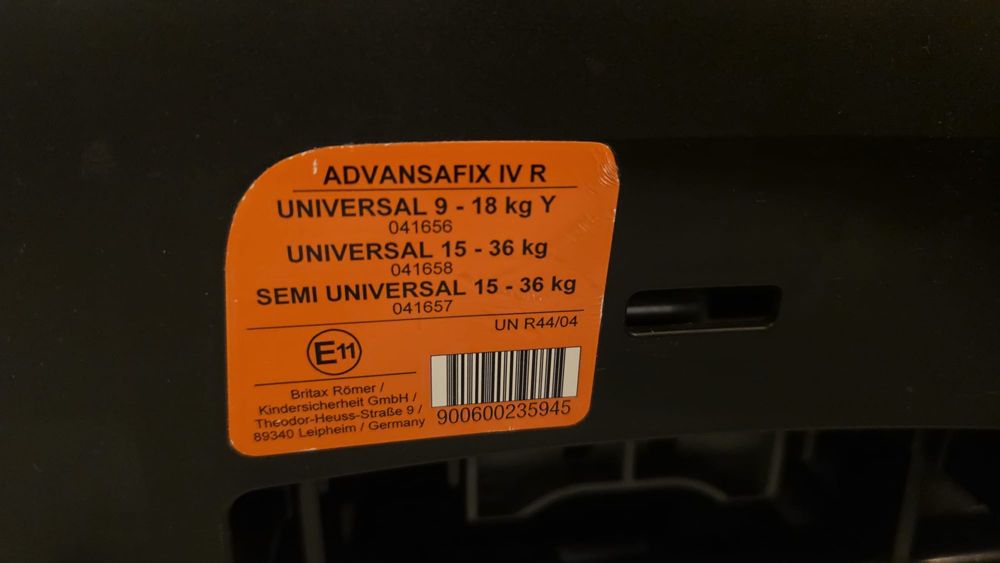 ADVANSAFIX IV R
UNIVERSAL 9 - 18 kg Y
041656
UNIVERSAL 15 - 36 kg
041658
SEMI UNIVERSAL 15 - 36 kg
041657
UN R44/04
E11
Britax Römer /
Kindersicherheit GmbH /
Theodor-Heuss-Straße 9 /
89340 Leipheim / Germany
900600235945